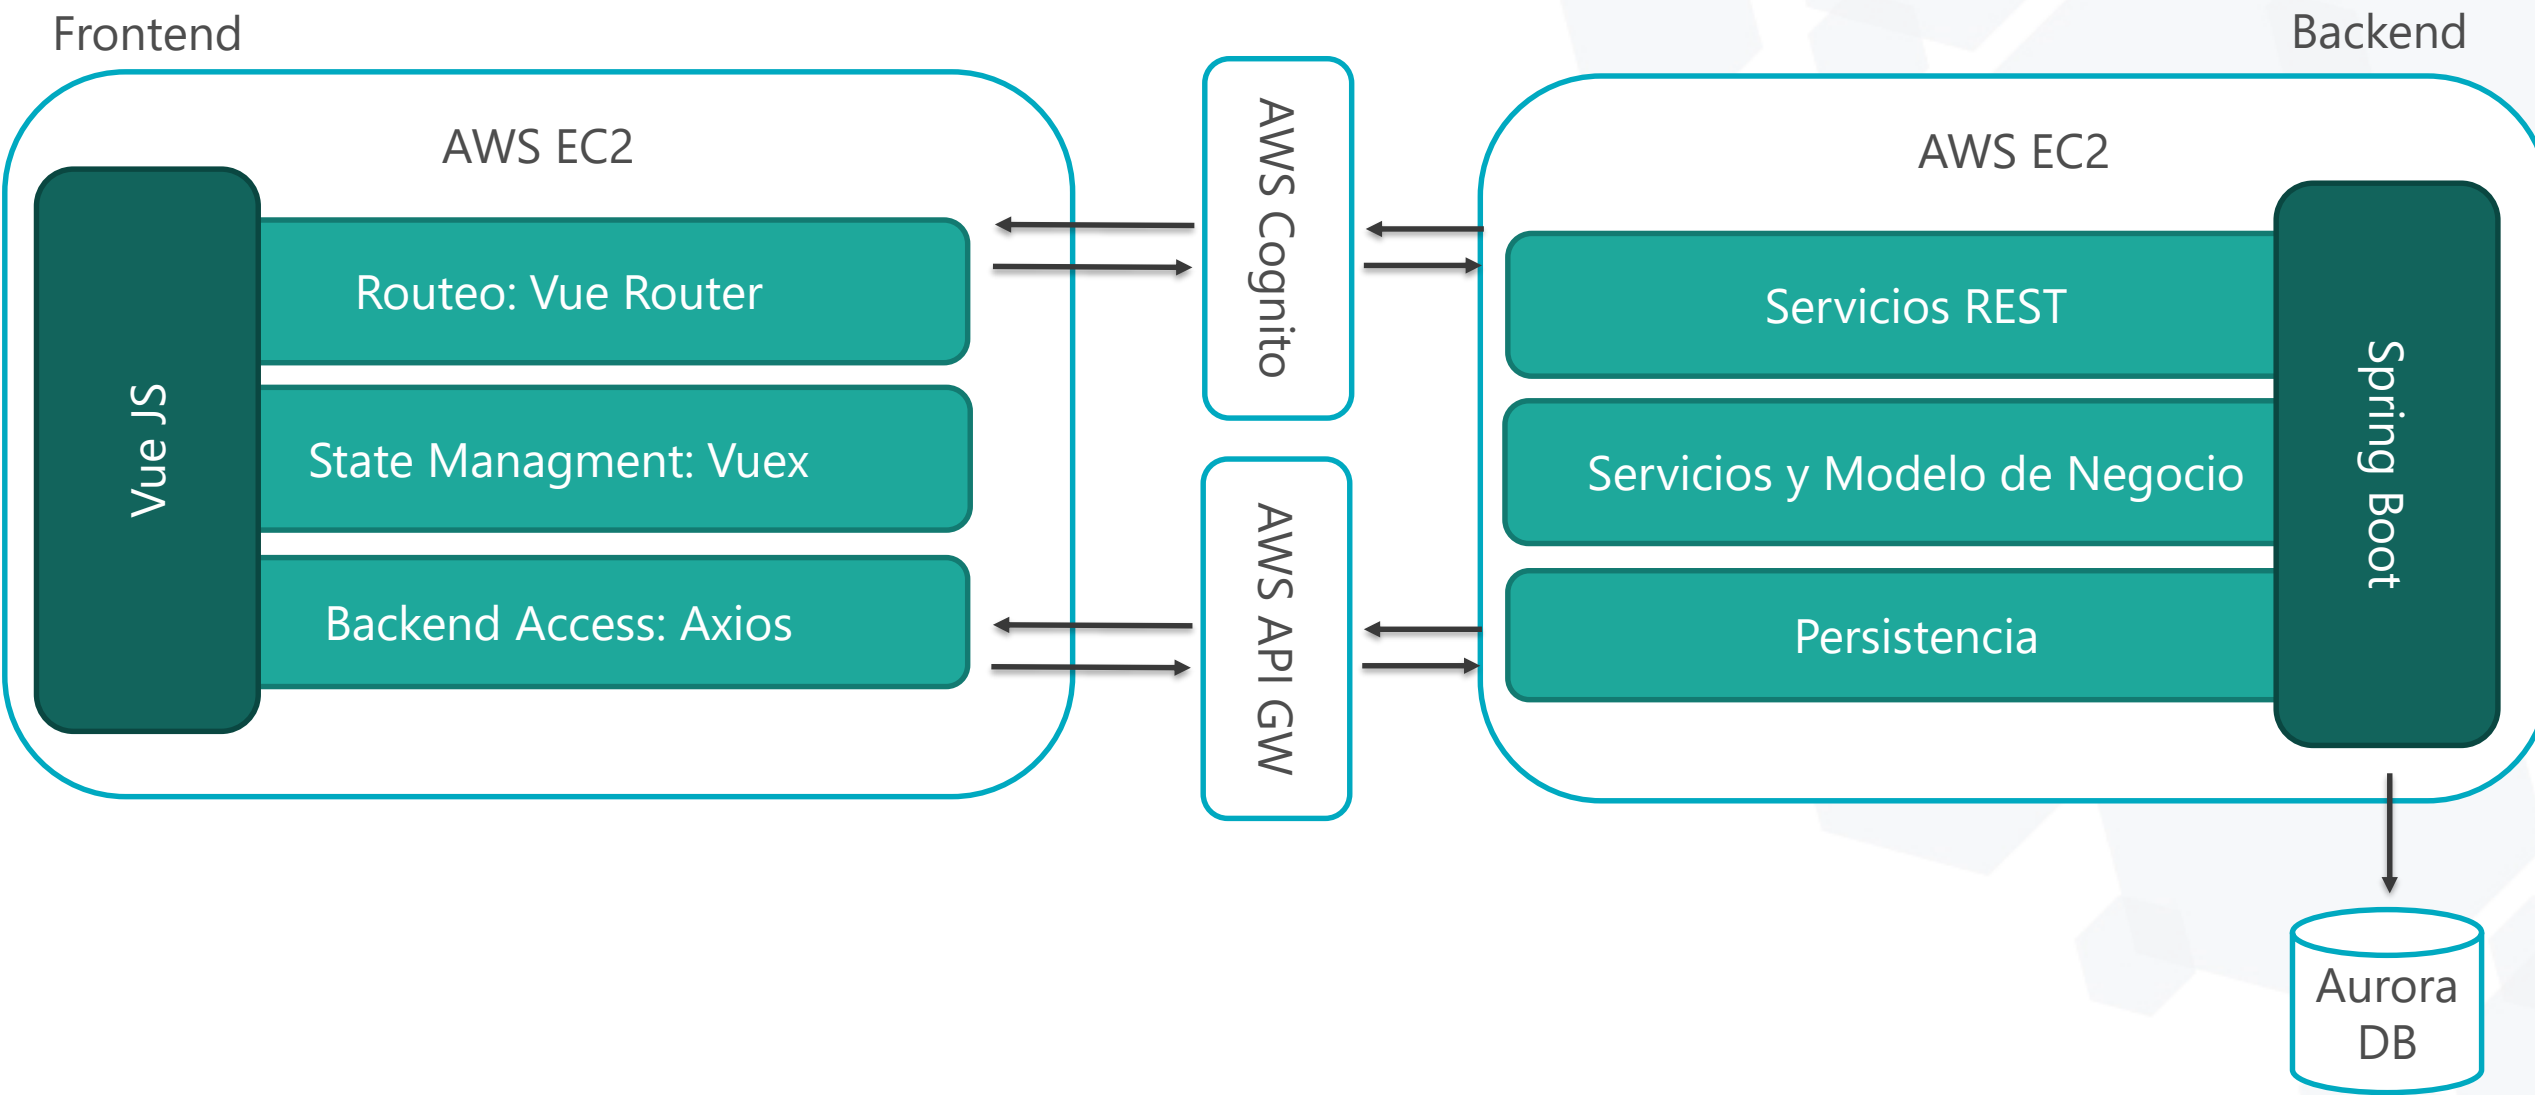 Frontend
AWS EC2
Vue JS
Routeo: Vue Router
State Managment: Vuex
Backend Access: Axios
AWS Cognito
AWS API GW
Backend
AWS EC2
Servicios REST
Servicios y Modelo de Negocio
Persistencia
Spring Boot
Aurora
DB